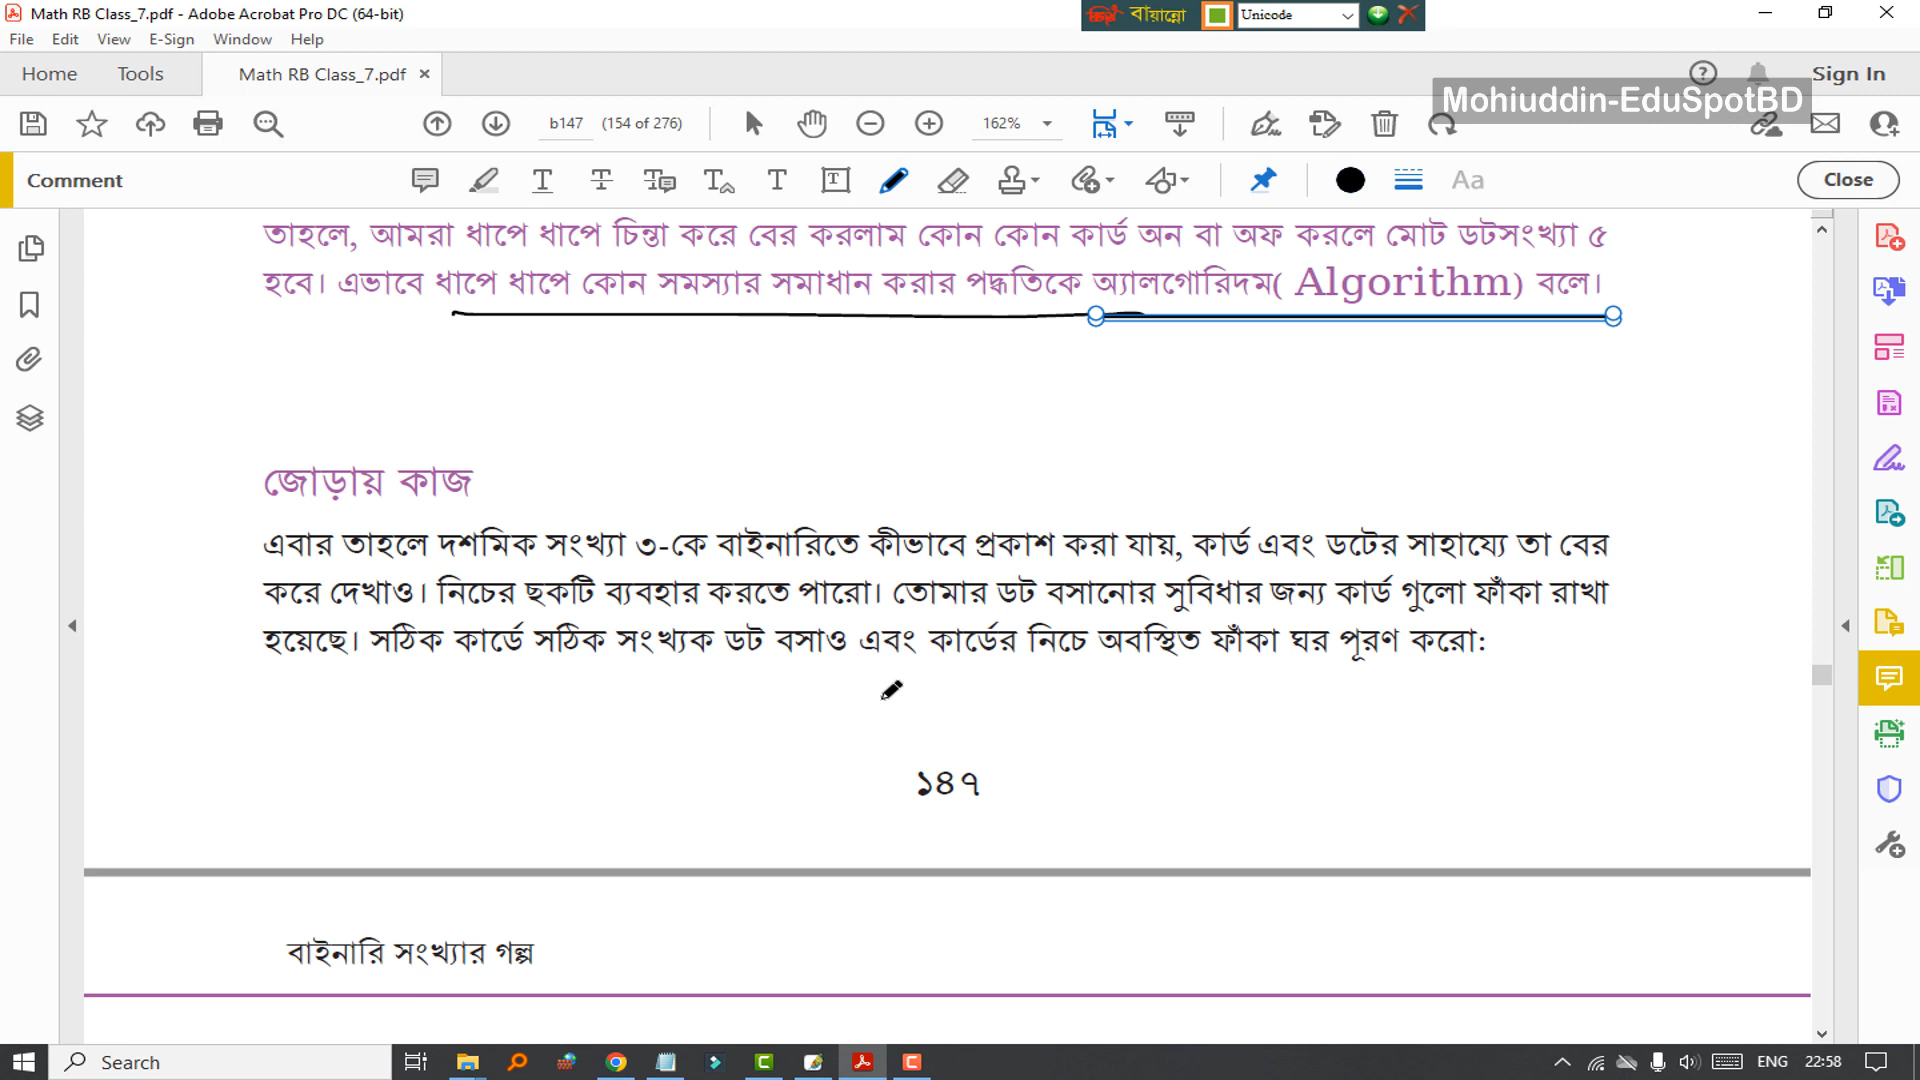 Math RB Class_7.pdf - Adobe Acrobat Pro DC (64-bit)
বায়ান্নো
Unicode
File Edit View E-Sign Window Help
Home Tools Math RB Class_7.pdf × Sign In
Mohiuddin-EduSpotBD
b147 (154 of 276) 162%
Comment Aa Close
তাহলে, আমরা ধাপে ধাপে চিন্তা করে বের করলাম কোন কোন কার্ড অন বা অফ করলে মোট ডটসংখ্যা ৫
হবে। এভাবে ধাপে ধাপে কোন সমস্যার সমাধান করার পদ্ধতিকে অ্যালগোরিদম( Algorithm) বলে।
জোড়ায় কাজ
এবার তাহলে দশমিক সংখ্যা ৩-কে বাইনারিতে কীভাবে প্রকাশ করা যায়, কার্ড এবং ডটের সাহায্যে তা বের
করে দেখাও। নিচের ছকটি ব্যবহার করতে পারো। তোমার ডট বসানোর সুবিধার জন্য কার্ড গুলো ফাঁকা রাখা
হয়েছে। সঠিক কার্ডে সঠিক সংখ্যক ডট বসাও এবং কার্ডের নিচে অবস্থিত ফাঁকা ঘর পূরণ করো:
১৪৭
বাইনারি সংখ্যার গল্প
Search
ENG 22:58